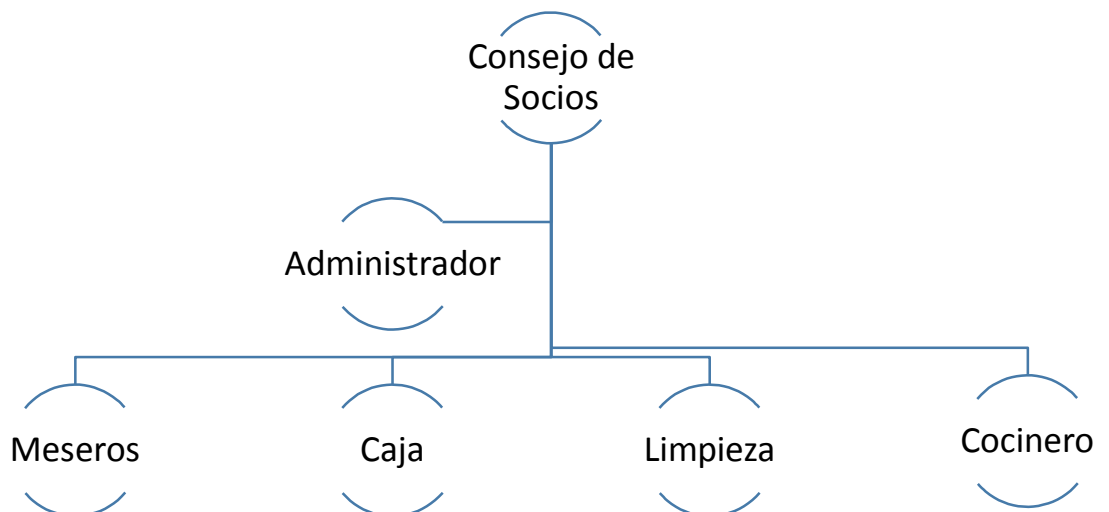 Consejo de
Socios
Administrador
Meseros
Caja
Limpieza
Cocinero